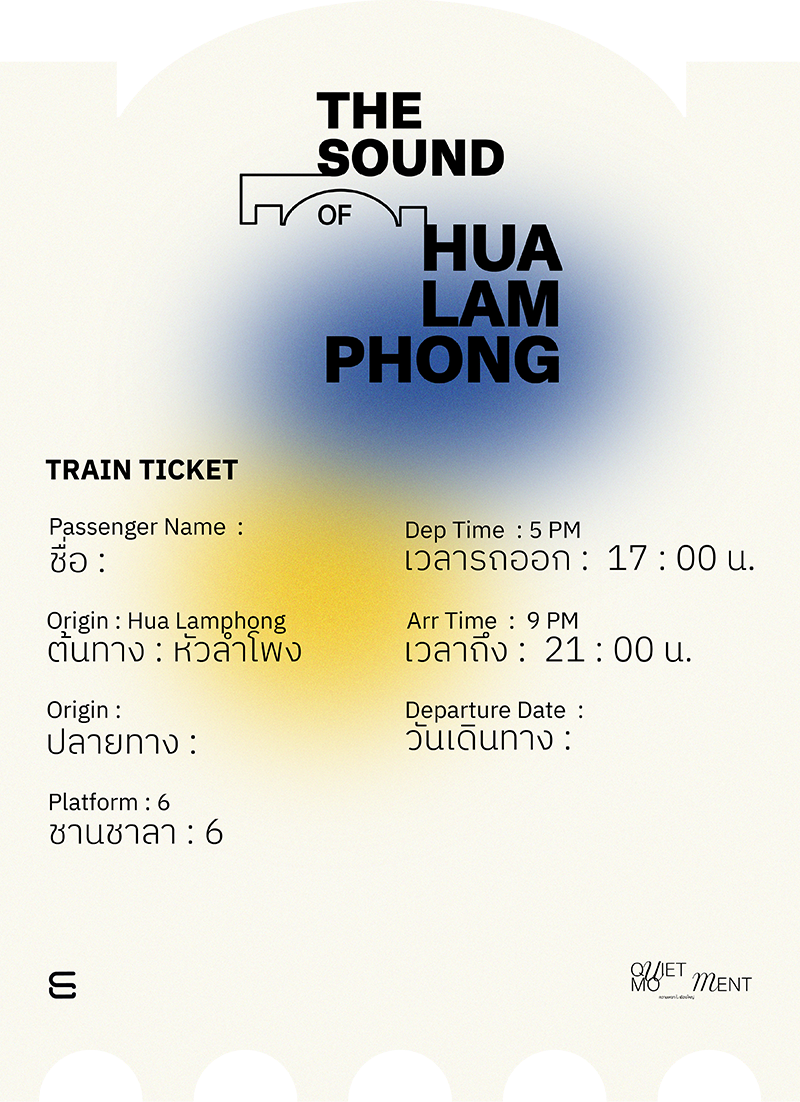 THE
SOUND
OF
HUA
LAM
PHONG
TRAIN TICKET
Passenger Name :
ชื่อ :
Dep Time : 5 PM
เวลารถออก : 17 : 00 น.
Origin : Hua Lamphong
ต้นทาง : หัวลำโพง
Arr Time : 9 PM
เวลาถึง : 21 : 00 น.
Origin :
ปลายทาง :
Departure Date :
วันเดินทาง :
Platform : 6
ชานชาลา : 6
QUIET
MOMENT